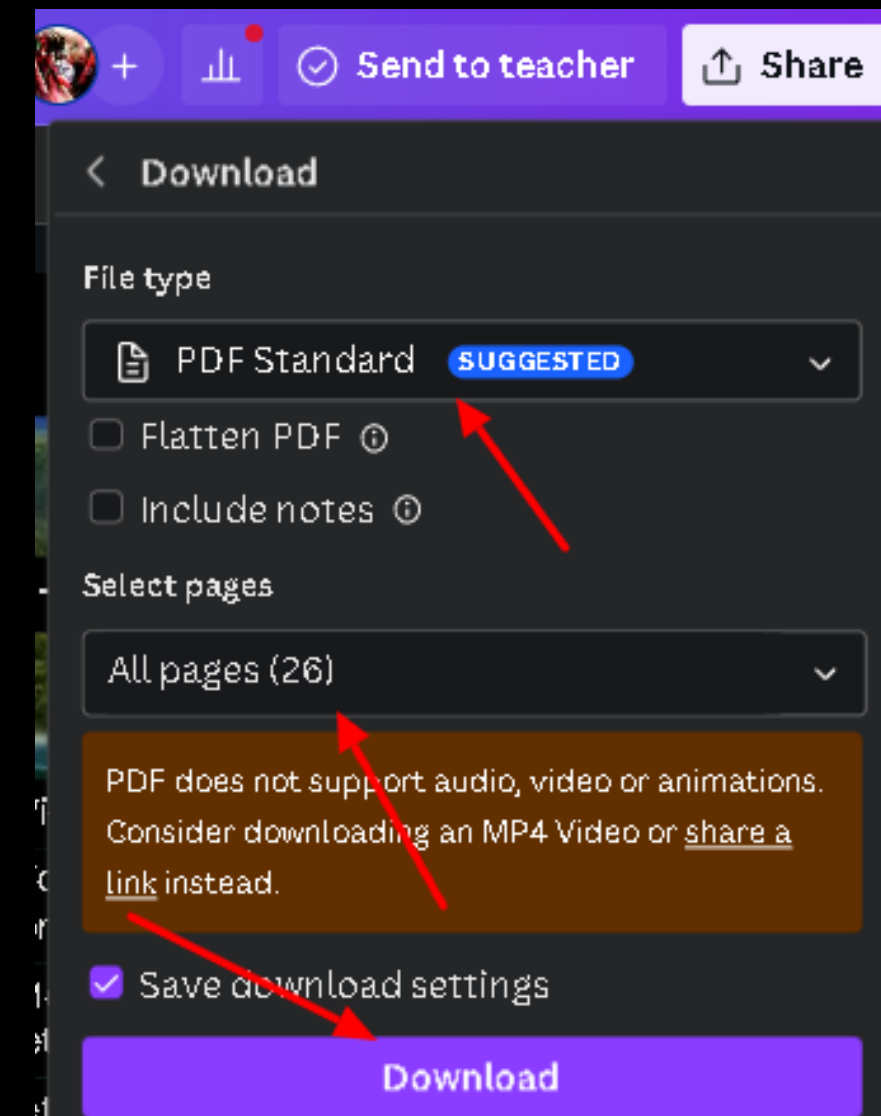 Send to teacher
Share
Download
File type
PDF Standard SUGGESTED
Flatten PDF
Include notes
Select pages
All pages (26)
PDF does not support audio, video or animations.
Consider downloading an MP4 Video or share a
link instead.
Save download settings
Download